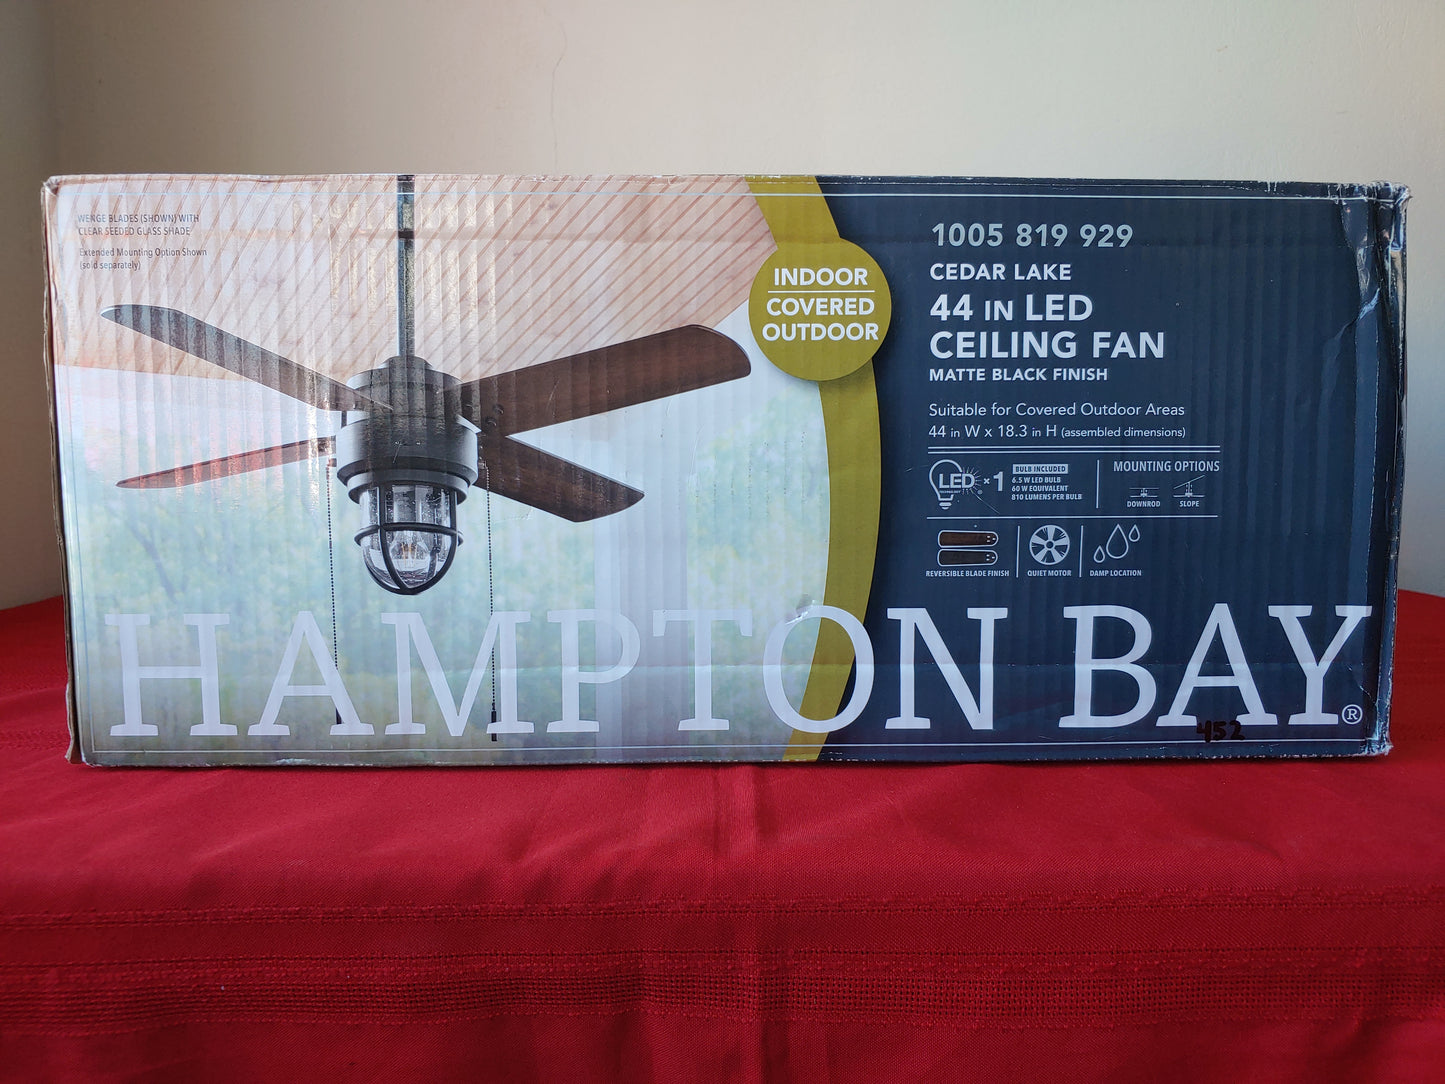 WENGE BLADES (SHOWN) WITH
CLEAR SEEDED GLASS SHADE
Extended Mounting Option Shown
(sold separately)
INDOOR
COVERED
OUTDOOR
1005 819 929
CEDAR LAKE
44 IN LED
CEILING FAN
MATTE BLACK FINISH
Suitable for Covered Outdoor Areas
44 in W x 18.3 in H (assembled dimensions)
LED
TECHNOLOGY
× 1
BULB INCLUDED
6.5 W LED BULB
60 W EQUIVALENT
810 LUMENS PER BULB
MOUNTING OPTIONS
DOWNROD
SLOPE
REVERSIBLE BLADE FINISH
QUIET MOTOR
DAMP LOCATION
HAMPTON BAY®
452